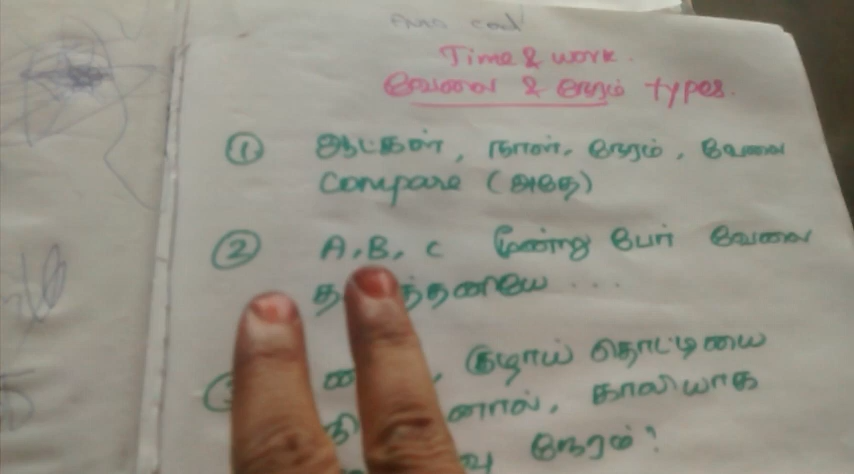 Time & work.
வேலை & நேரம் types.
① ஆட்கள், நாள், நேரம், வேலை
compare (அதே)
② A, B, C மூன்று பேர் வேலை
...
குழாய் தொட்டியை
காலியாக
நேரம்?